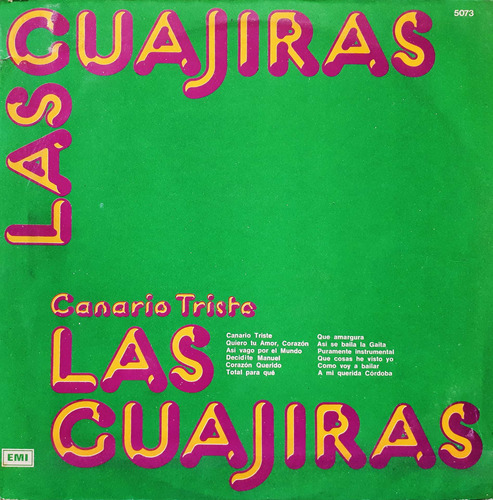 5073
LAS GUAJIRAS
Canario Triste
Canario Triste
Quiero tu Amor, Corazón
Asi vago por el Mundo
Decidite Manuel
Corazón Querido
Total para qué
Que amargura
Asi se baila la Gaita
Puramente instrumental
Que cosas he visto yo
Como voy a bailar
A mi querida Córdoba
LAS
GUAJIRAS
EMI